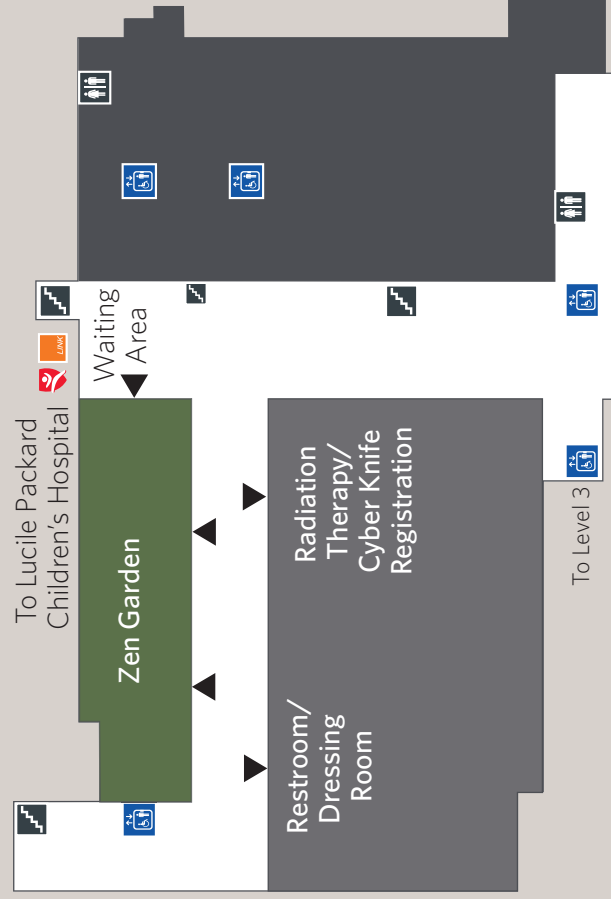 To Lucile Packard
Children’s Hospital
LINK
Waiting
Area
Zen Garden
Radiation
Therapy/
Cyber Knife
Registration
Restroom/
Dressing
Room
To Level 3